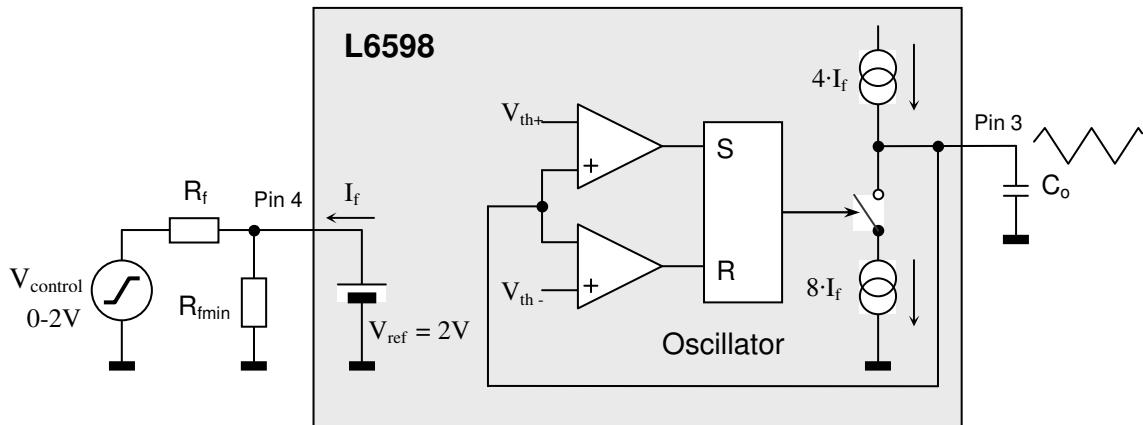 L6598
4·If
Vth+
Pin 3
S
+
Rf
Pin 4
If
Co
R
Vcontrol
0-2V
Rfmin
Vth -
+
8·If
Vref = 2V
Oscillator